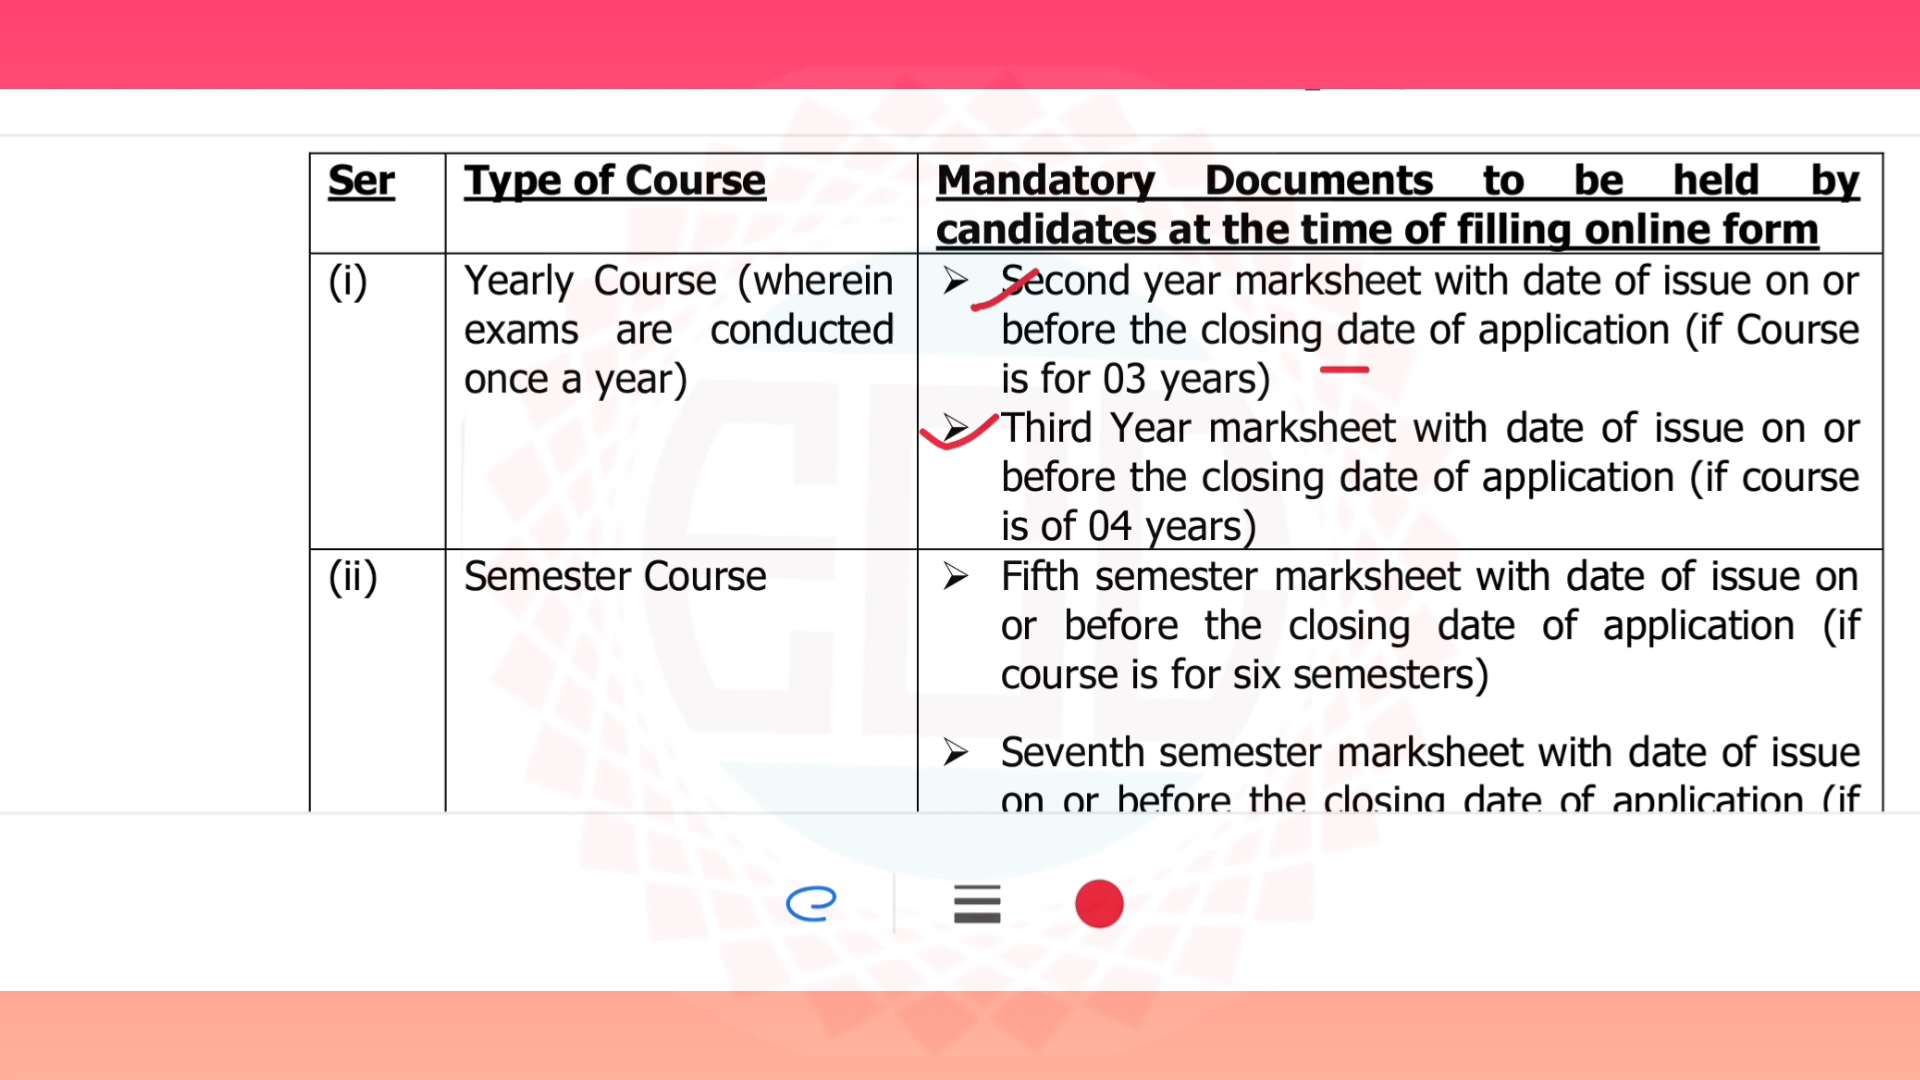 Ser
Type of Course
Mandatory Documents to be held by
candidates at the time of filling online form
(i)
Yearly Course (wherein
exams are conducted
once a year)
➢ Second year marksheet with date of issue on or
before the closing date of application (if Course
is for 03 years)
➢ Third Year marksheet with date of issue on or
before the closing date of application (if course
is of 04 years)
(ii)
Semester Course
➢ Fifth semester marksheet with date of issue on
or before the closing date of application (if
course is for six semesters)
➢ Seventh semester marksheet with date of issue
on or before the closing date of application (if